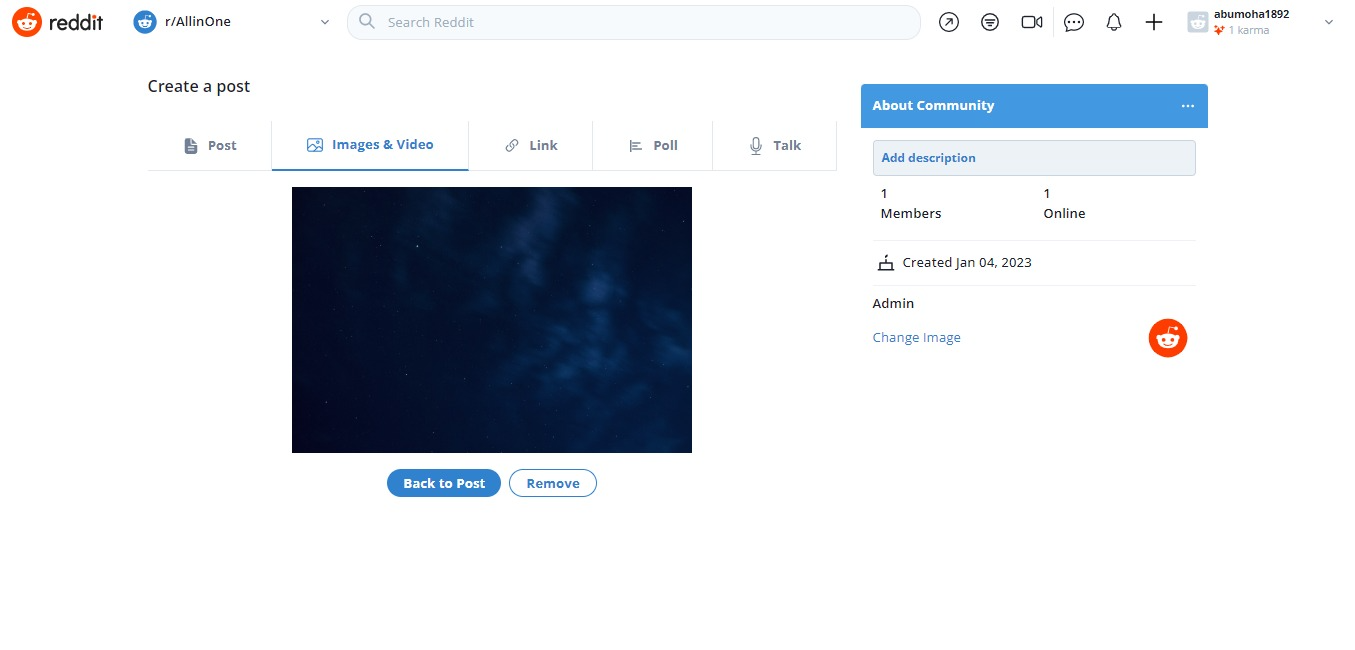 reddit
r/AllinOne
Search Reddit
abumoha1892
1 karma
Create a post
Post
Images & Video
Link
Poll
Talk
Back to Post
Remove
About Community
Add description
1
Members
1
Online
Created Jan 04, 2023
Admin
Change Image